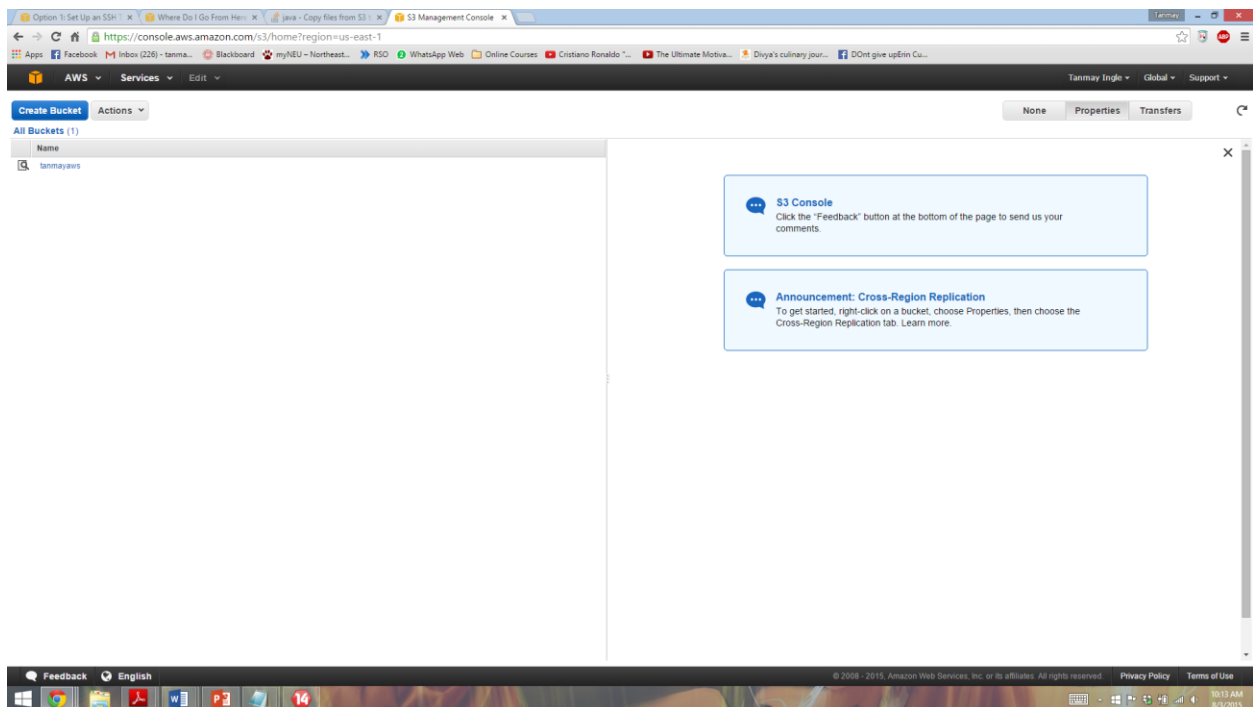 Option 1: Set Up an SSH T
Where Do I Go From Here
java - Copy files from S3 t
S3 Management Console
Tanmay
https://console.aws.amazon.com/s3/home?region=us-east-1
Apps Facebook Inbox (226) - tanma... Blackboard myNEU – Northeast... RSO WhatsApp Web Online Courses Cristiano Ronaldo "... The Ultimate Motiva... Divya's culinary jour... DOnt give upErin Cu...
AWS Services Edit
Tanmay Ingle Global Support
Create Bucket Actions
None Properties Transfers
All Buckets (1)
Name
tanmayaws
S3 Console
Click the "Feedback" button at the bottom of the page to send us your
comments.
Announcement: Cross-Region Replication
To get started, right-click on a bucket, choose Properties, then choose the
Cross-Region Replication tab. Learn more.
Feedback English
© 2008 - 2015, Amazon Web Services, Inc. or its affiliates. All rights reserved. Privacy Policy Terms of Use
14
10:13 AM
8/3/2015